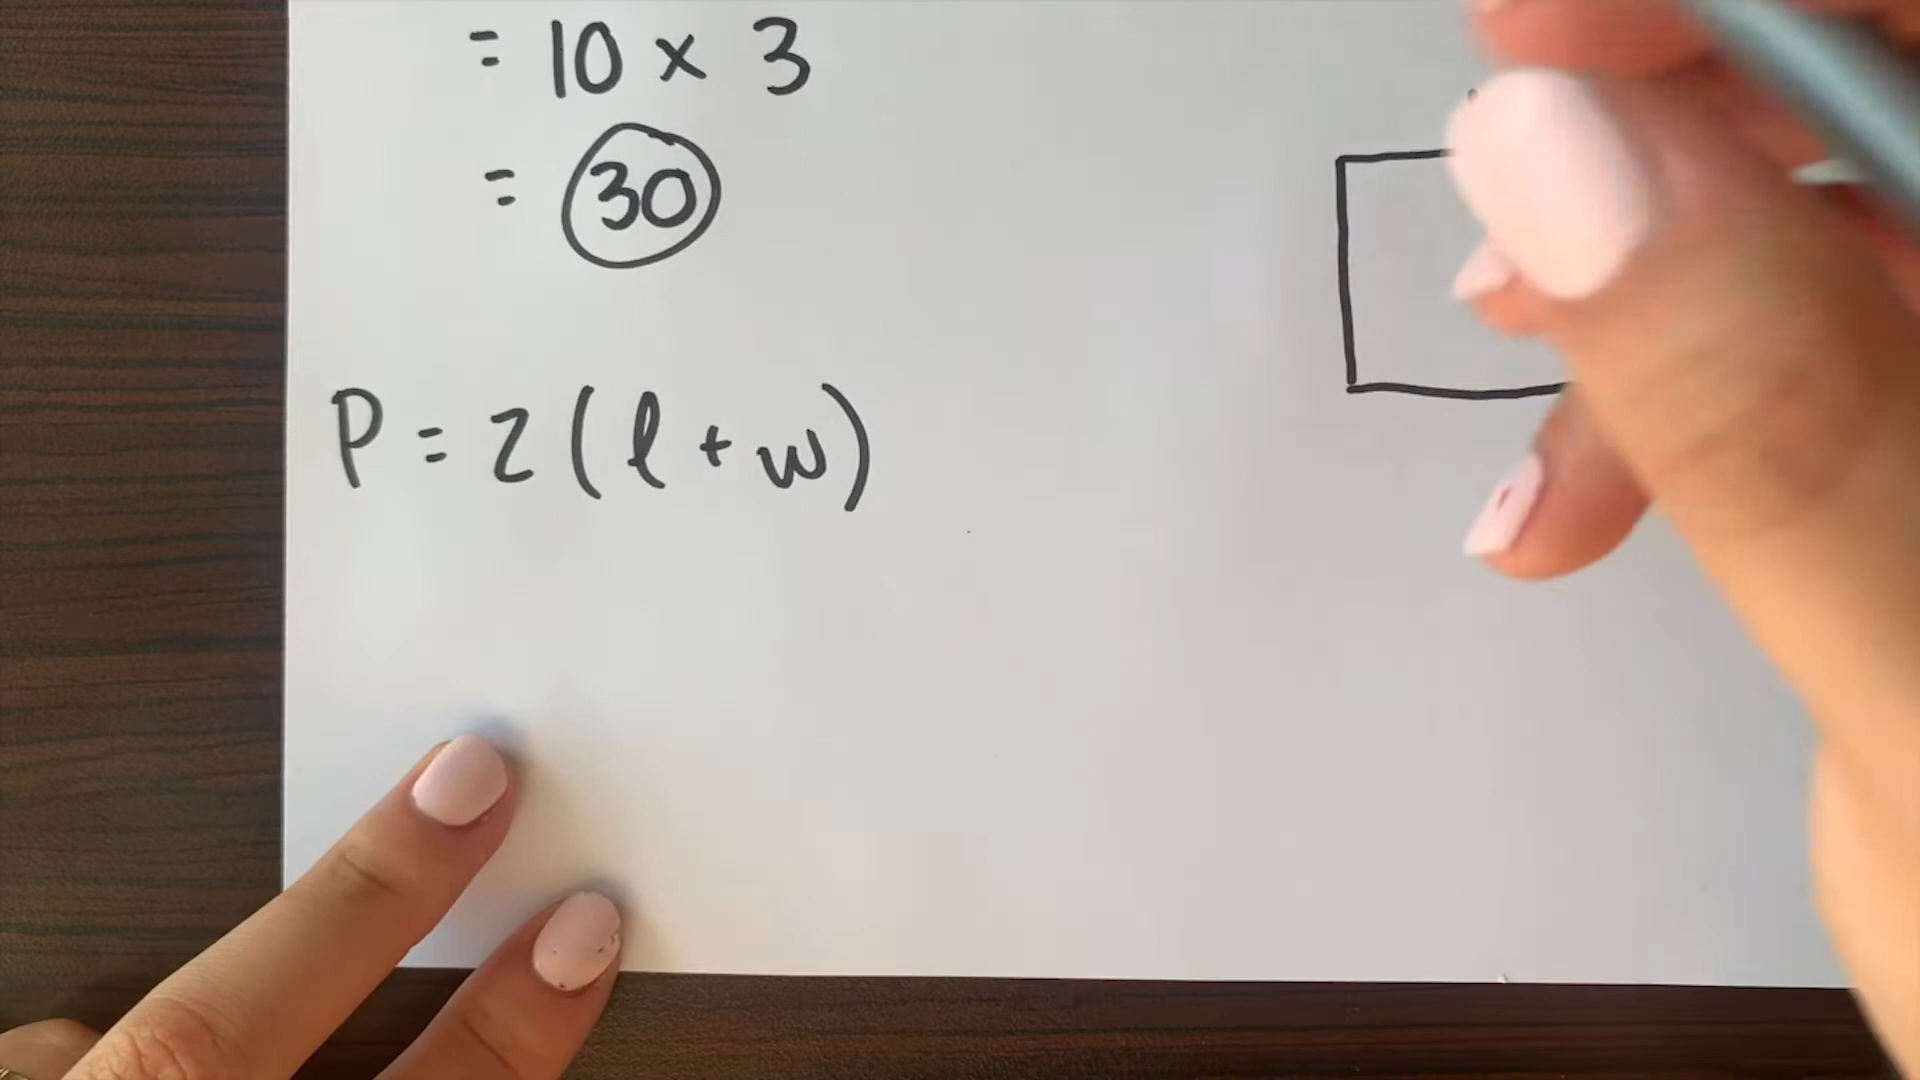 = 10 x 3
= 30
P = 2 ( l + w )